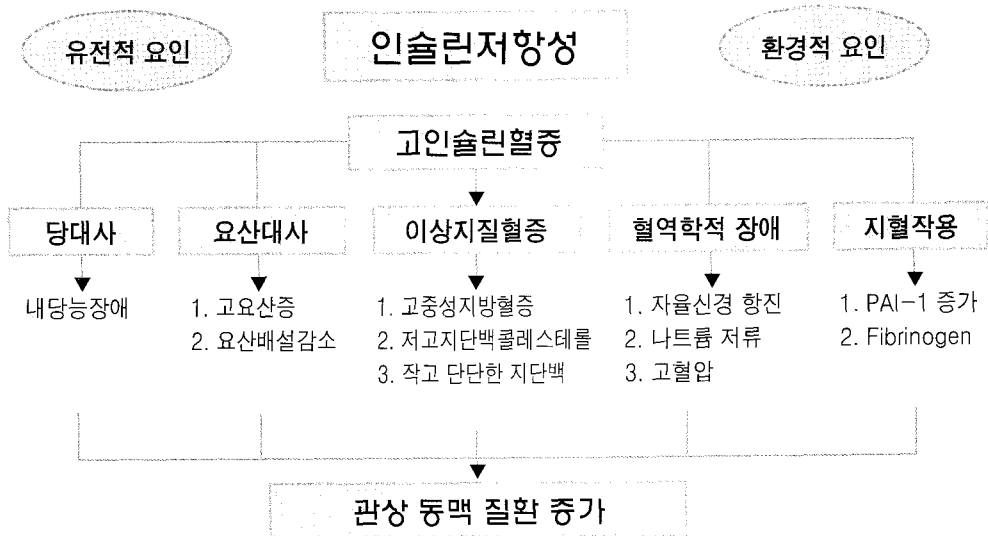 유전적 요인
인슐린저항성
환경적 요인
고인슐린혈증
당대사
요산대사
이상지질혈증
혈역학적 장애
지혈작용
내당능장애
1. 고요산증
2. 요산배설감소
1. 고중성지방혈증
2. 저고지단백콜레스테롤
3. 작고 단단한 지단백
1. 자율신경 항진
2. 나트륨 저류
3. 고혈압
1. PAI-1 증가
2. Fibrinogen
관상 동맥 질환 증가